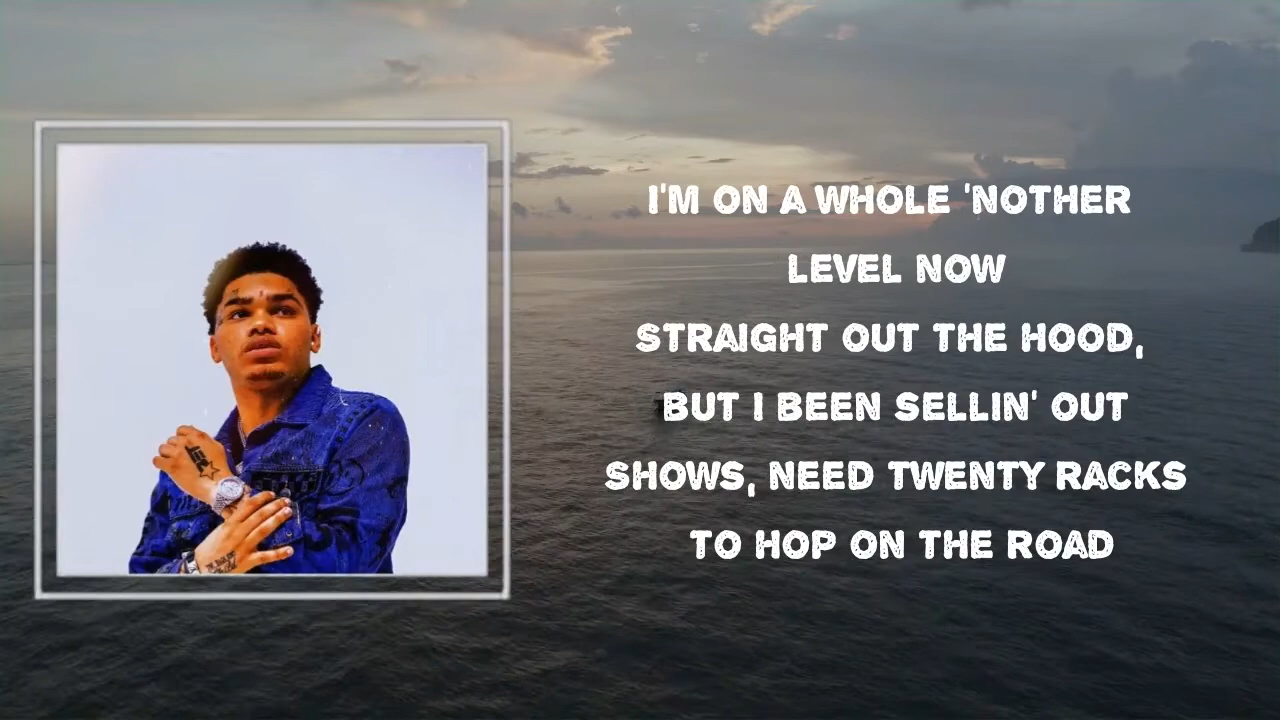 I'M ON A WHOLE 'NOTHER
LEVEL NOW
STRAIGHT OUT THE HOOD,
BUT I BEEN SELLIN' OUT
SHOWS, NEED TWENTY RACKS
TO HOP ON THE ROAD